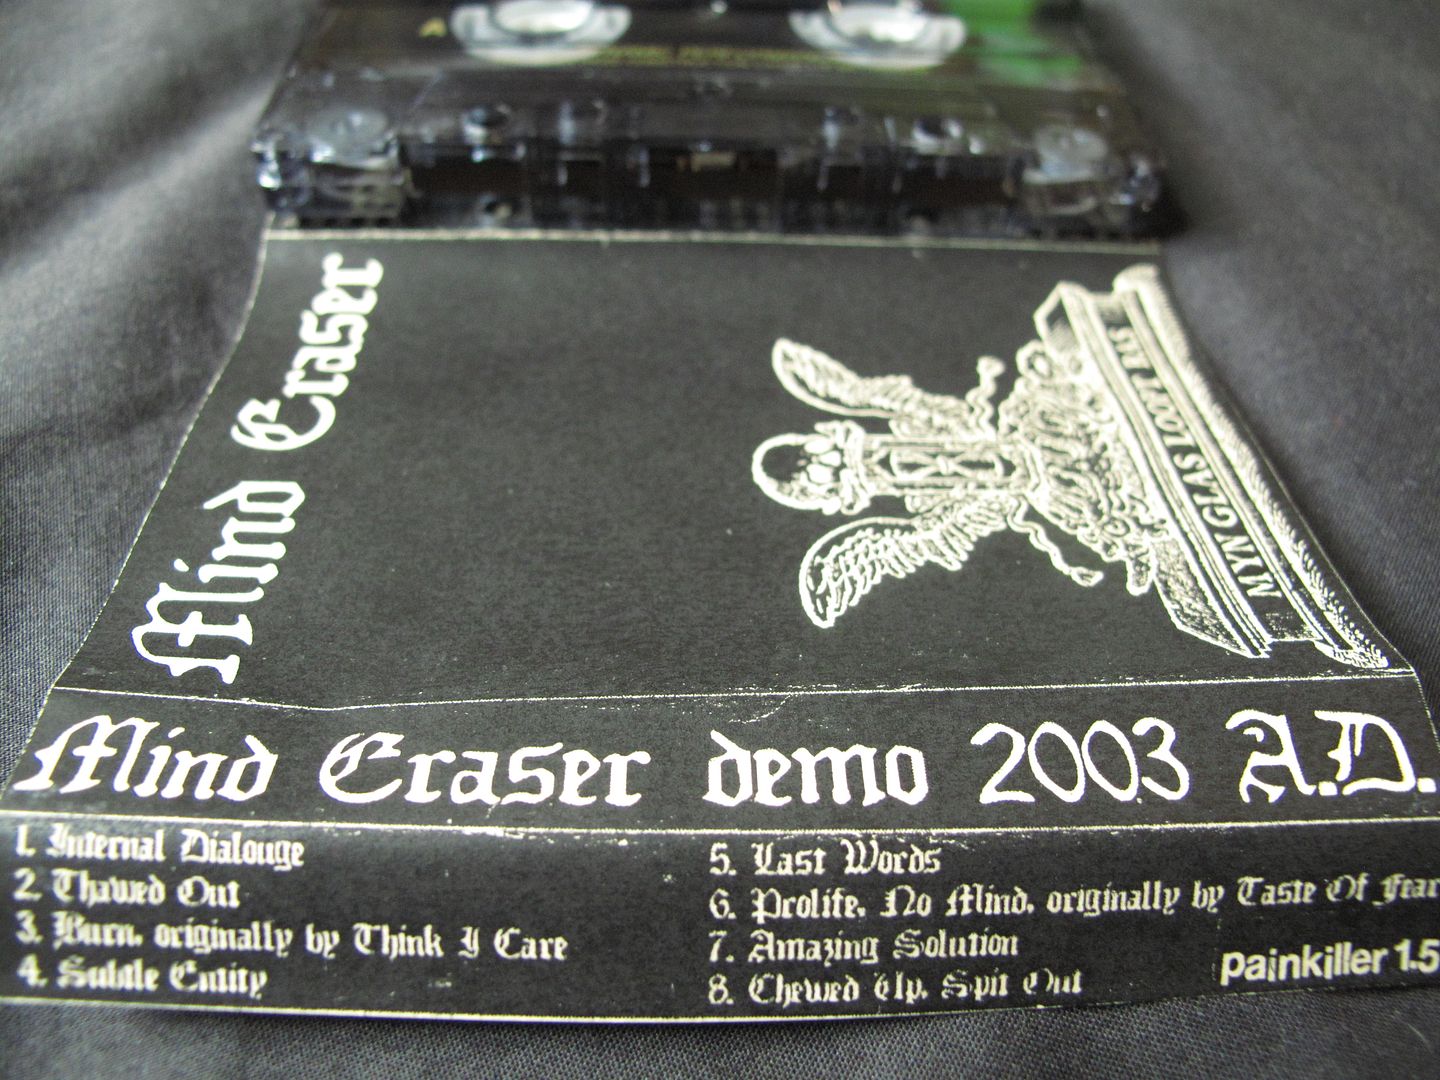 A
Mind Eraser
MYN GLAS LOOPT RAS
Mind Eraser demo 2003 A.D.
1. Internal Dialouge
2. Thawed Out
3. Burn, originally by Think I Care
4. Subtle Entity
5. Last Words
6. Prolife, No Mind, originally by Taste Of Fear
7. Amazing Solution
8. Chewed Up, Spit Out
painkiller 1.5